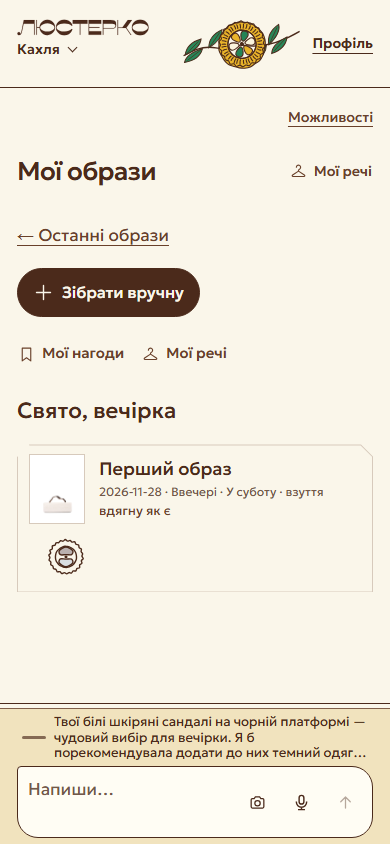 ЛЮСТЕРКО
Кахля
Профіль
Можливості
Мої образи
Мої речі
← Останні образи
Зібрати вручну
Мої нагоди
Мої речі
Свято, вечірка
Перший образ
2026-11-28 · Ввечері · У суботу · взуття
вдягну як є
Твої білі шкіряні сандалі на чорній платформі —
чудовий вибір для вечірки. Я б
порекомендувала додати до них темний одяг…
Напиши…